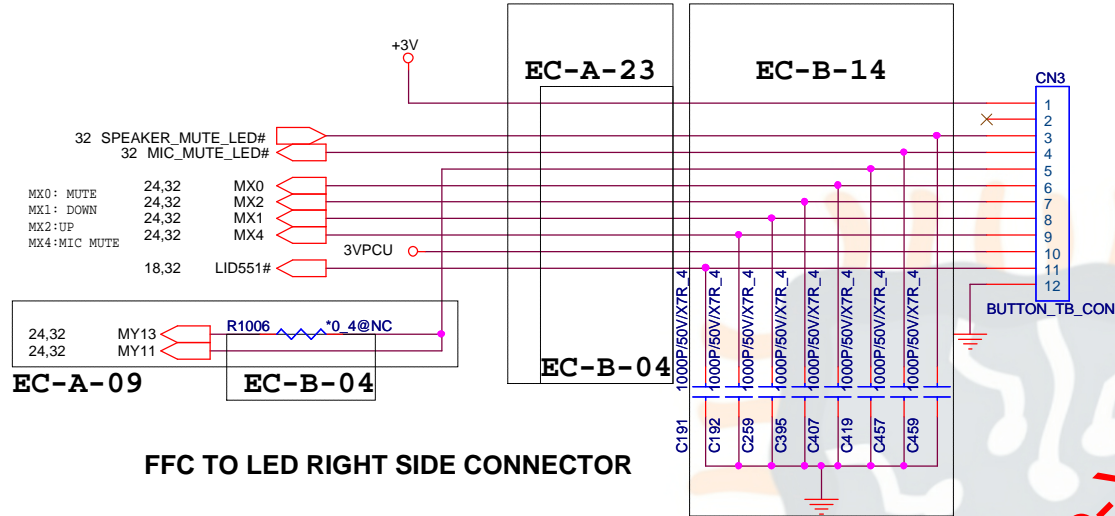 +3V
EC-A-23
EC-B-14
CN3
32 SPEAKER_MUTE_LED#
32 MIC_MUTE_LED#
MX0: MUTE
MX1: DOWN
MX2:UP
MX4:MIC MUTE
24,32 MX0
24,32 MX2
24,32 MX1
24,32 MX4
3VPCU
18,32 LID551#
1
2
3
4
5
6
7
8
9
10
11
12
BUTTON_TB_CON
1000P/50V/X7R_4
1000P/50V/X7R_4
1000P/50V/X7R_4
1000P/50V/X7R_4
1000P/50V/X7R_4
1000P/50V/X7R_4
1000P/50V/X7R_4
1000P/50V/X7R_4
R1006 *0_4@NC
24,32 MY13
24,32 MY11
EC-A-09
EC-B-04
EC-B-04
C191
C192
C259
C395
C407
C419
C457
C459
FFC TO LED RIGHT SIDE CONNECTOR